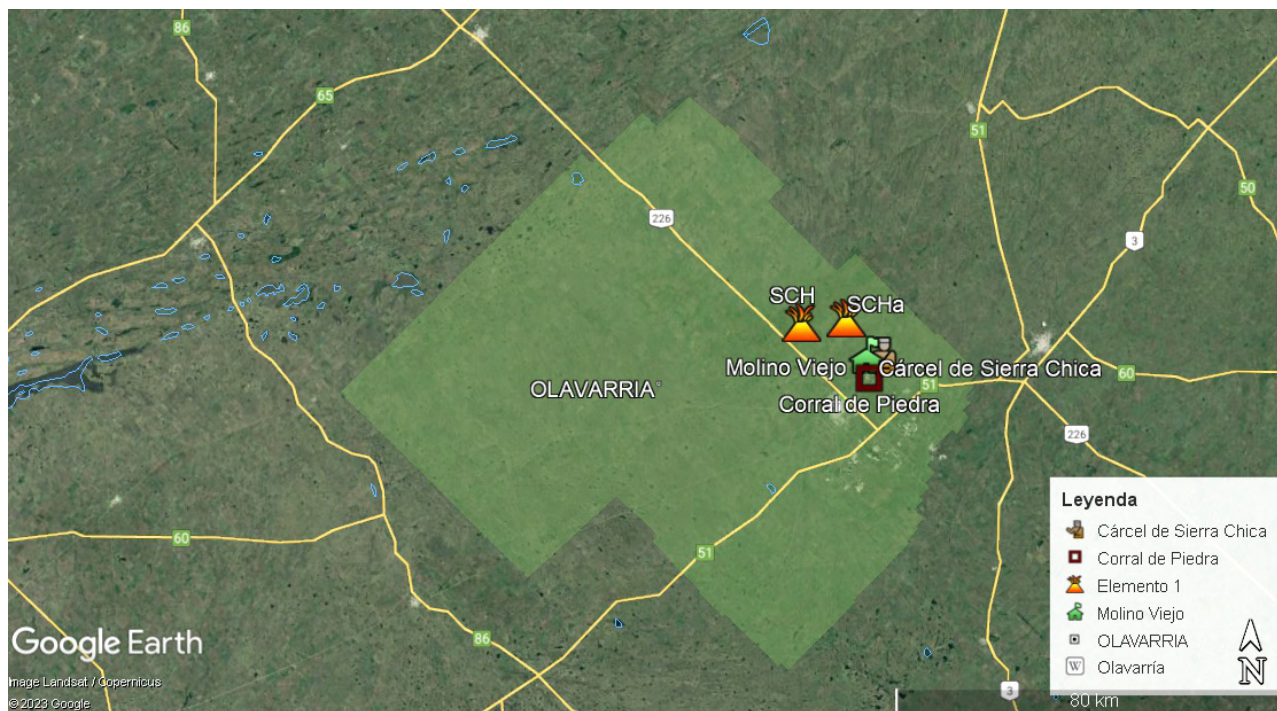 86
65
51
50
226
3
SCH
SCHa
Molino Viejo
Cárcel de Sierra Chica
60
51
OLAVARRIA
Corral de Piedra
226
Leyenda
Cárcel de Sierra Chica
Corral de Piedra
Elemento 1
Molino Viejo
OLAVARRIA
W Olavarría
N
60
51
86
3
80 km
Google Earth
Image Landsat / Copernicus
© 2023 Google